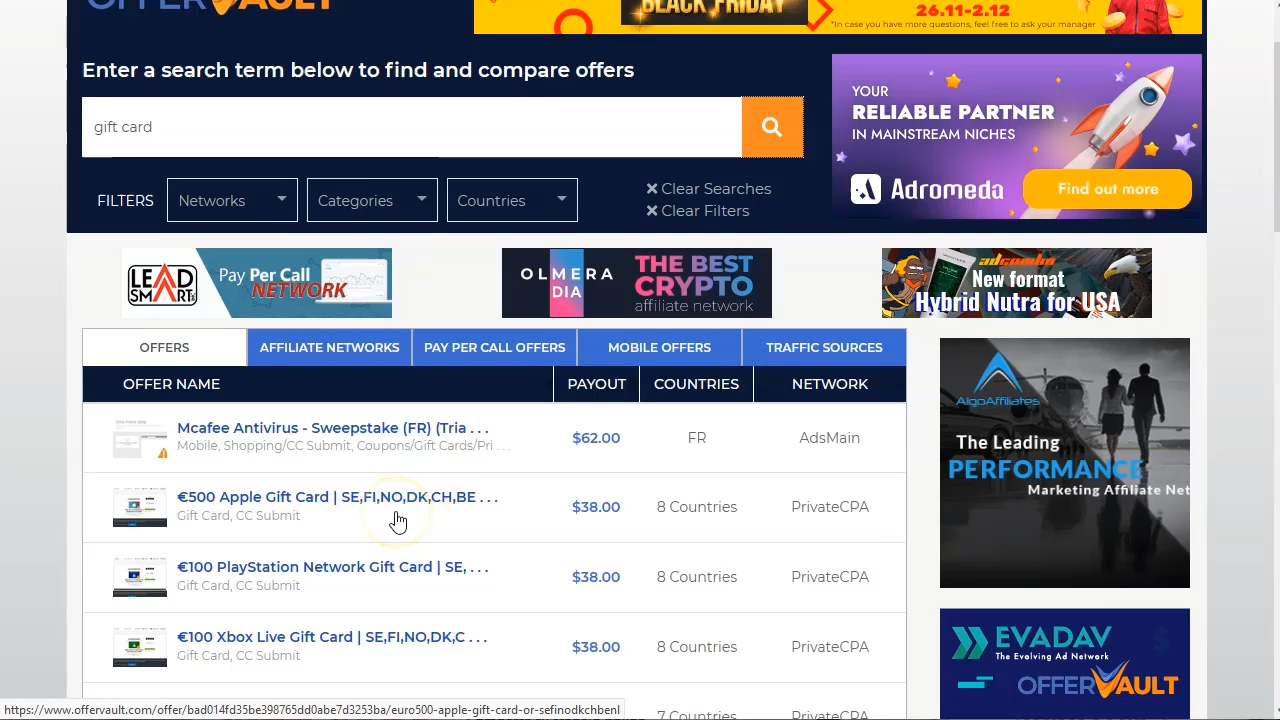 OFFERVAULT
BLACK FRIDAY
26.11-2.12
*In case you have more questions, feel free to ask your manager
Enter a search term below to find and compare offers
gift card
YOUR
RELIABLE PARTNER
IN MAINSTREAM NICHES
Adromeda
Find out more
FILTERS
Networks
Categories
Countries
Clear Searches
Clear Filters
LEAD
SMART
Pay Per Call
NETWORK
OLMERA
DIA
THE BEST
CRYPTO
affiliate network
adcombo
New format
Hybrid Nutra for USA
OFFERS
AFFILIATE NETWORKS
PAY PER CALL OFFERS
MOBILE OFFERS
TRAFFIC SOURCES
OFFER NAME
PAYOUT
COUNTRIES
NETWORK
Mcafee Antivirus - Sweepstake (FR) (Tria . . .
Mobile, Shopping/CC Submit, Coupons/Gift Cards/Pri . . .
$62.00
FR
AdsMain
€500 Apple Gift Card | SE,FI,NO,DK,CH,BE . . .
Gift Card, CC Submit
$38.00
8 Countries
PrivateCPA
€100 PlayStation Network Gift Card | SE, . . .
Gift Card, CC Submit
$38.00
8 Countries
PrivateCPA
€100 Xbox Live Gift Card | SE,FI,NO,DK,C . . .
Gift Card, CC Submit
$38.00
8 Countries
PrivateCPA
7 Countries
PrivateCPA
AlgoAffiliates
The Leading
PERFORMANCE
Marketing Affiliate Net
EVADAV
The Evolving Ad Network
OFFERVAULT
https://www.offervault.com/offer/bad014fd35be398765dd0abe7d3253ba/euro500-apple-gift-card-or-sefinodkchbenl